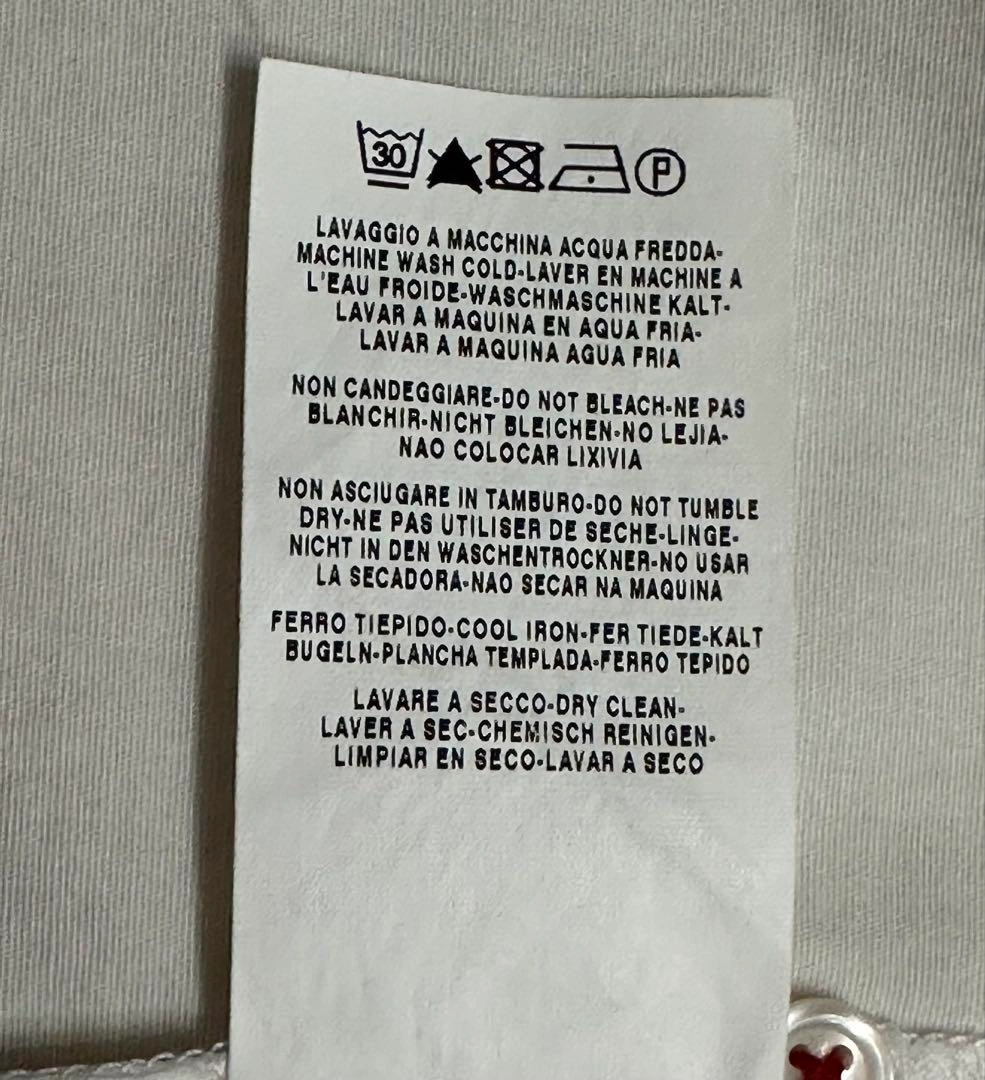 30 P
LAVAGGIO A MACCHINA ACQUA FREDDA-
MACHINE WASH COLD-LAVER EN MACHINE A
L'EAU FROIDE-WASCHMASCHINE KALT-
LAVAR A MAQUINA EN AQUA FRIA-
LAVAR A MAQUINA AGUA FRIA
NON CANDEGGIARE-DO NOT BLEACH-NE PAS
BLANCHIR-NICHT BLEICHEN-NO LEJIA-
NAO COLOCAR LIXIVIA
NON ASCIUGARE IN TAMBURO-DO NOT TUMBLE
DRY-NE PAS UTILISER DE SECHE-LINGE-
NICHT IN DEN WASCHENTROCKNER-NO USAR
LA SECADORA-NAO SECAR NA MAQUINA
FERRO TIEPIDO-COOL IRON-FER TIEDE-KALT
BUGELN-PLANCHA TEMPLADA-FERRO TEPIDO
LAVARE A SECCO-DRY CLEAN-
LAVER A SEC-CHEMISCH REINIGEN-
LIMPIAR EN SECO-LAVAR A SECO